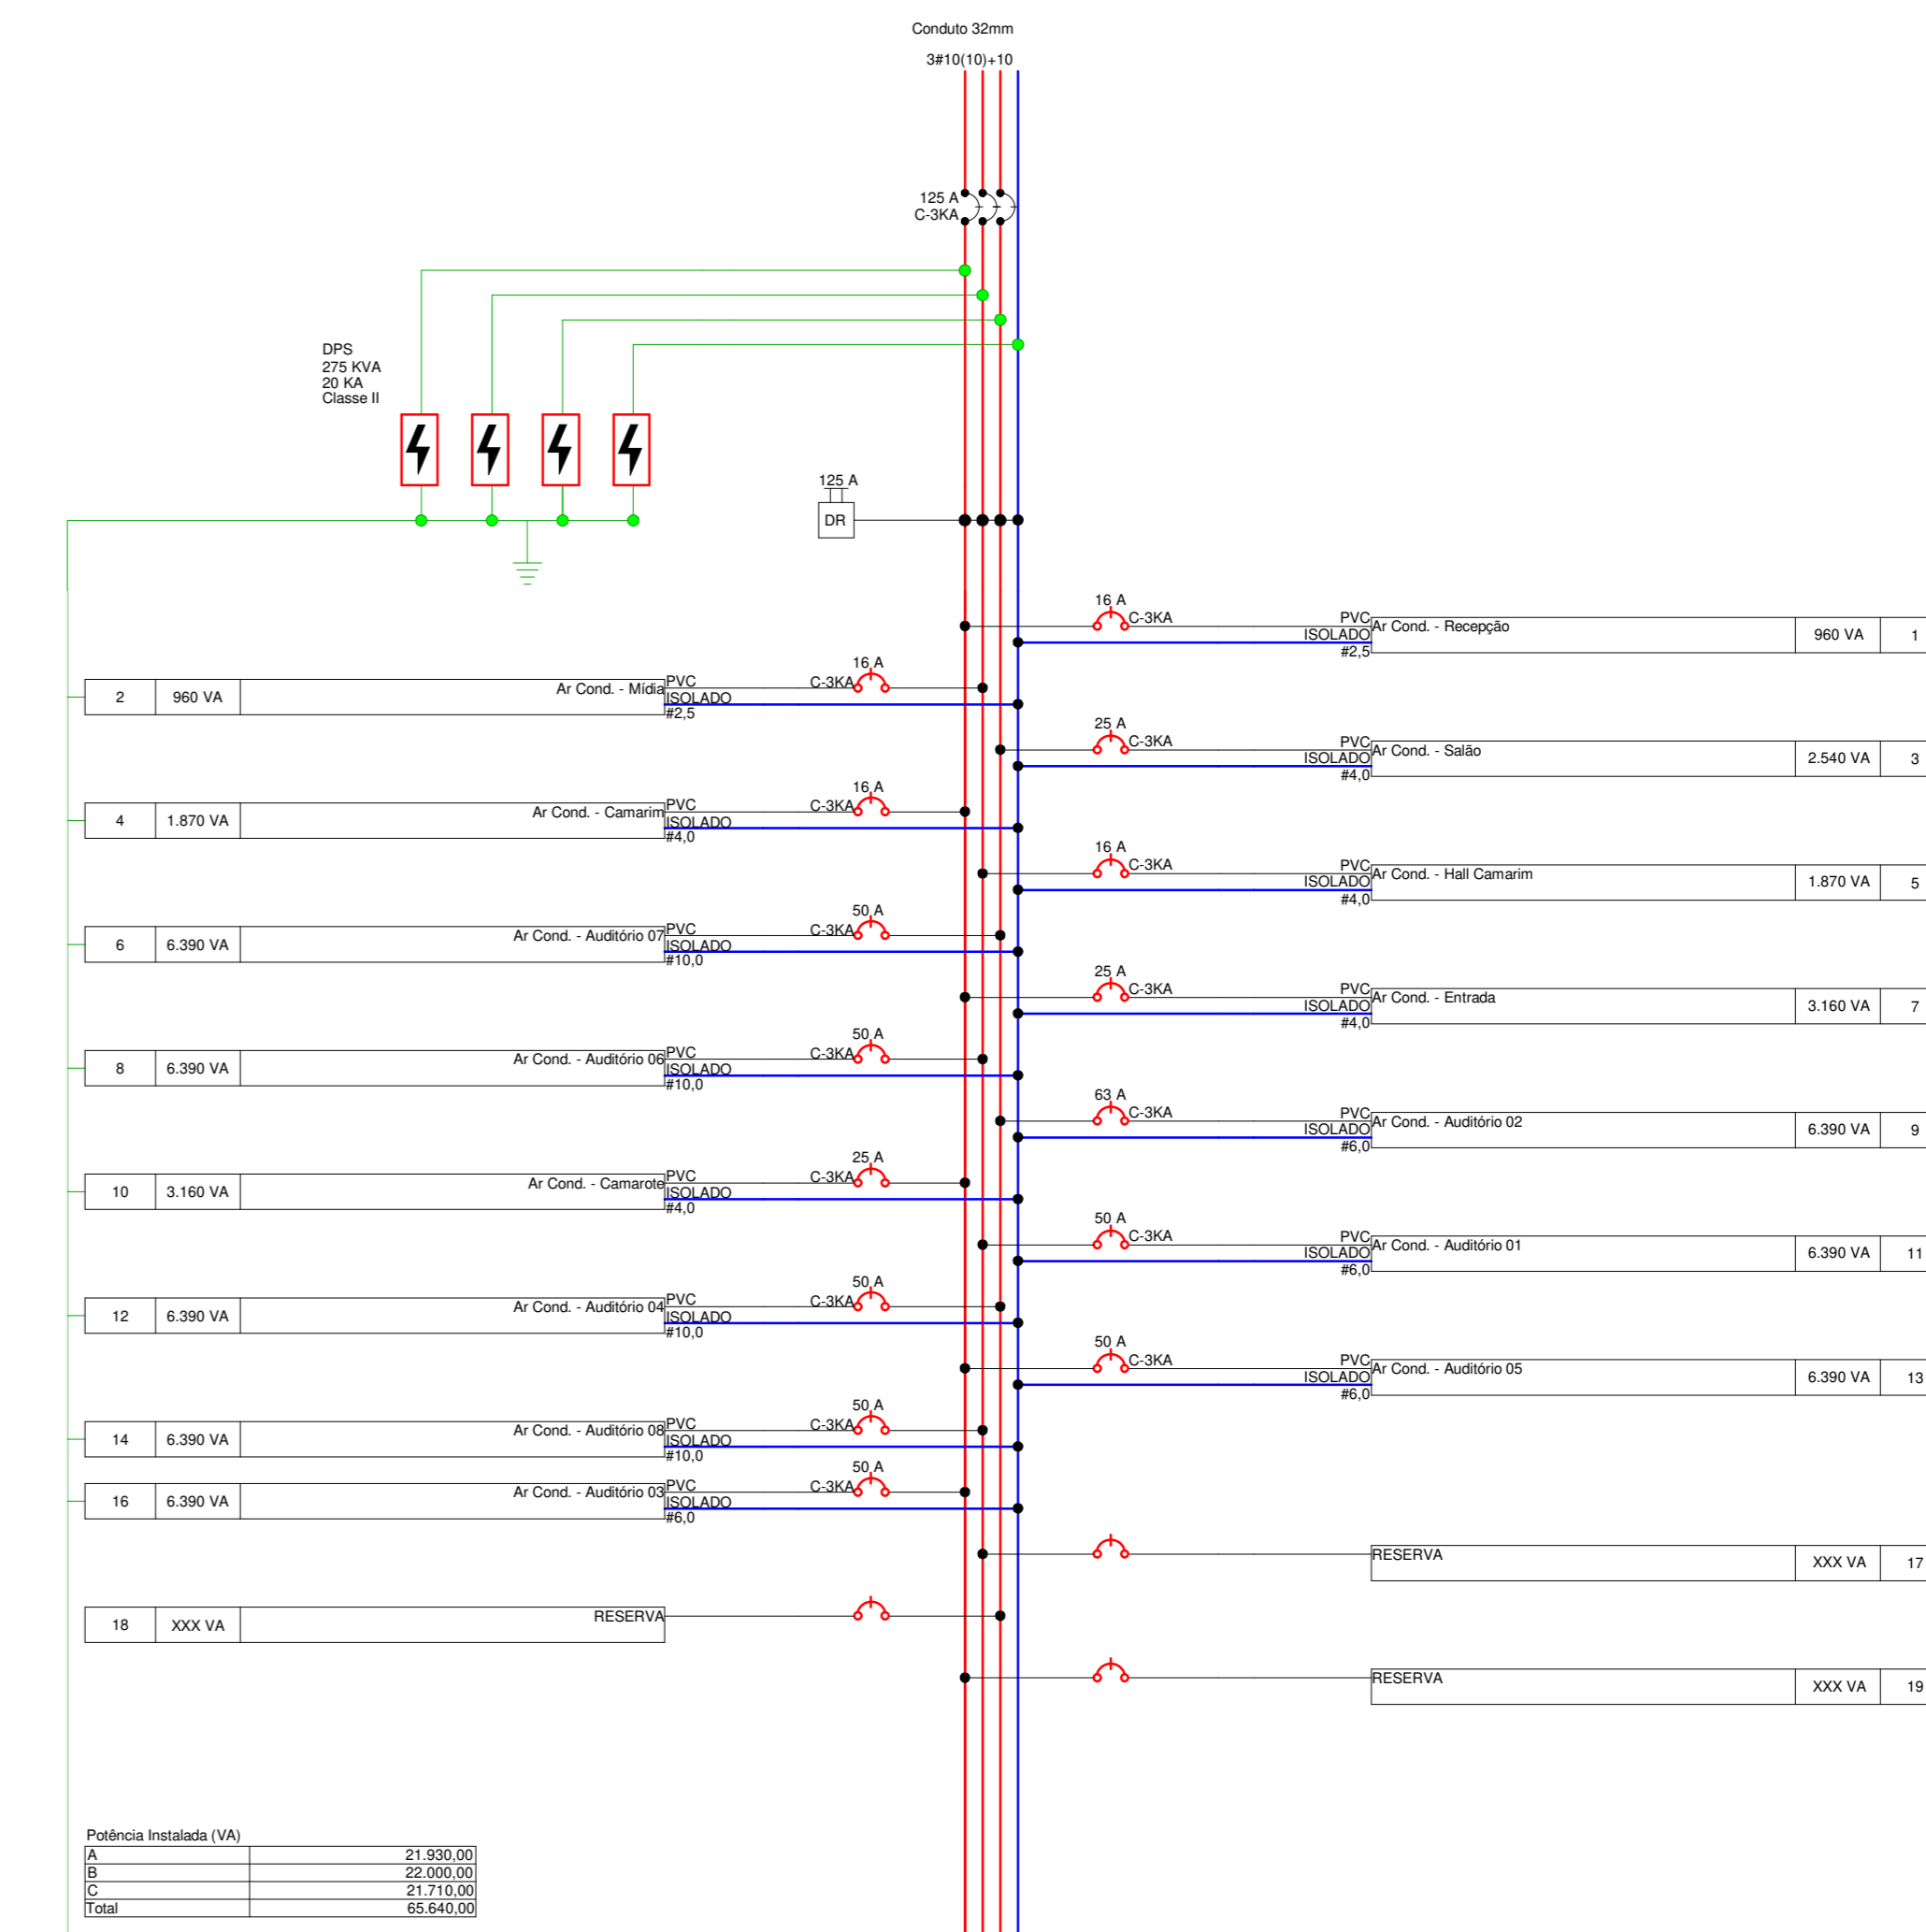 Conduto 32mm
3#10(10)+10
125 A
C-3KA
DPS
275 KVA
20 KA
Classe II
125 A
DR
16 A
C-3KA
PVC
ISOLADO
#2,5
Ar Cond. - Recepção
960 VA
1
2
960 VA
Ar Cond. - Mídia
PVC
ISOLADO
#2,5
C-3KA
16 A
25 A
C-3KA
PVC
ISOLADO
#4,0
Ar Cond. - Salão
2.540 VA
3
4
1.870 VA
Ar Cond. - Camarim
PVC
ISOLADO
#4,0
C-3KA
16 A
16 A
C-3KA
PVC
ISOLADO
#4,0
Ar Cond. - Hall Camarim
1.870 VA
5
6
6.390 VA
Ar Cond. - Auditório 07
PVC
ISOLADO
#10,0
C-3KA
50 A
25 A
C-3KA
PVC
ISOLADO
#4,0
Ar Cond. - Entrada
3.160 VA
7
8
6.390 VA
Ar Cond. - Auditório 06
PVC
ISOLADO
#10,0
C-3KA
50 A
63 A
C-3KA
PVC
ISOLADO
#6,0
Ar Cond. - Auditório 02
6.390 VA
9
10
3.160 VA
Ar Cond. - Camarote
PVC
ISOLADO
#4,0
C-3KA
25 A
50 A
C-3KA
PVC
ISOLADO
#6,0
Ar Cond. - Auditório 01
6.390 VA
11
12
6.390 VA
Ar Cond. - Auditório 04
PVC
ISOLADO
#10,0
C-3KA
50 A
50 A
C-3KA
PVC
ISOLADO
#6,0
Ar Cond. - Auditório 05
6.390 VA
13
14
6.390 VA
Ar Cond. - Auditório 08
PVC
ISOLADO
#10,0
C-3KA
50 A
16
6.390 VA
Ar Cond. - Auditório 03
PVC
ISOLADO
#6,0
C-3KA
50 A
RESERVA
XXX VA
17
18
XXX VA
RESERVA
RESERVA
XXX VA
19
Potência Instalada (VA)
A 21.930,00
B 22.000,00
C 21.710,00
Total 65.640,00